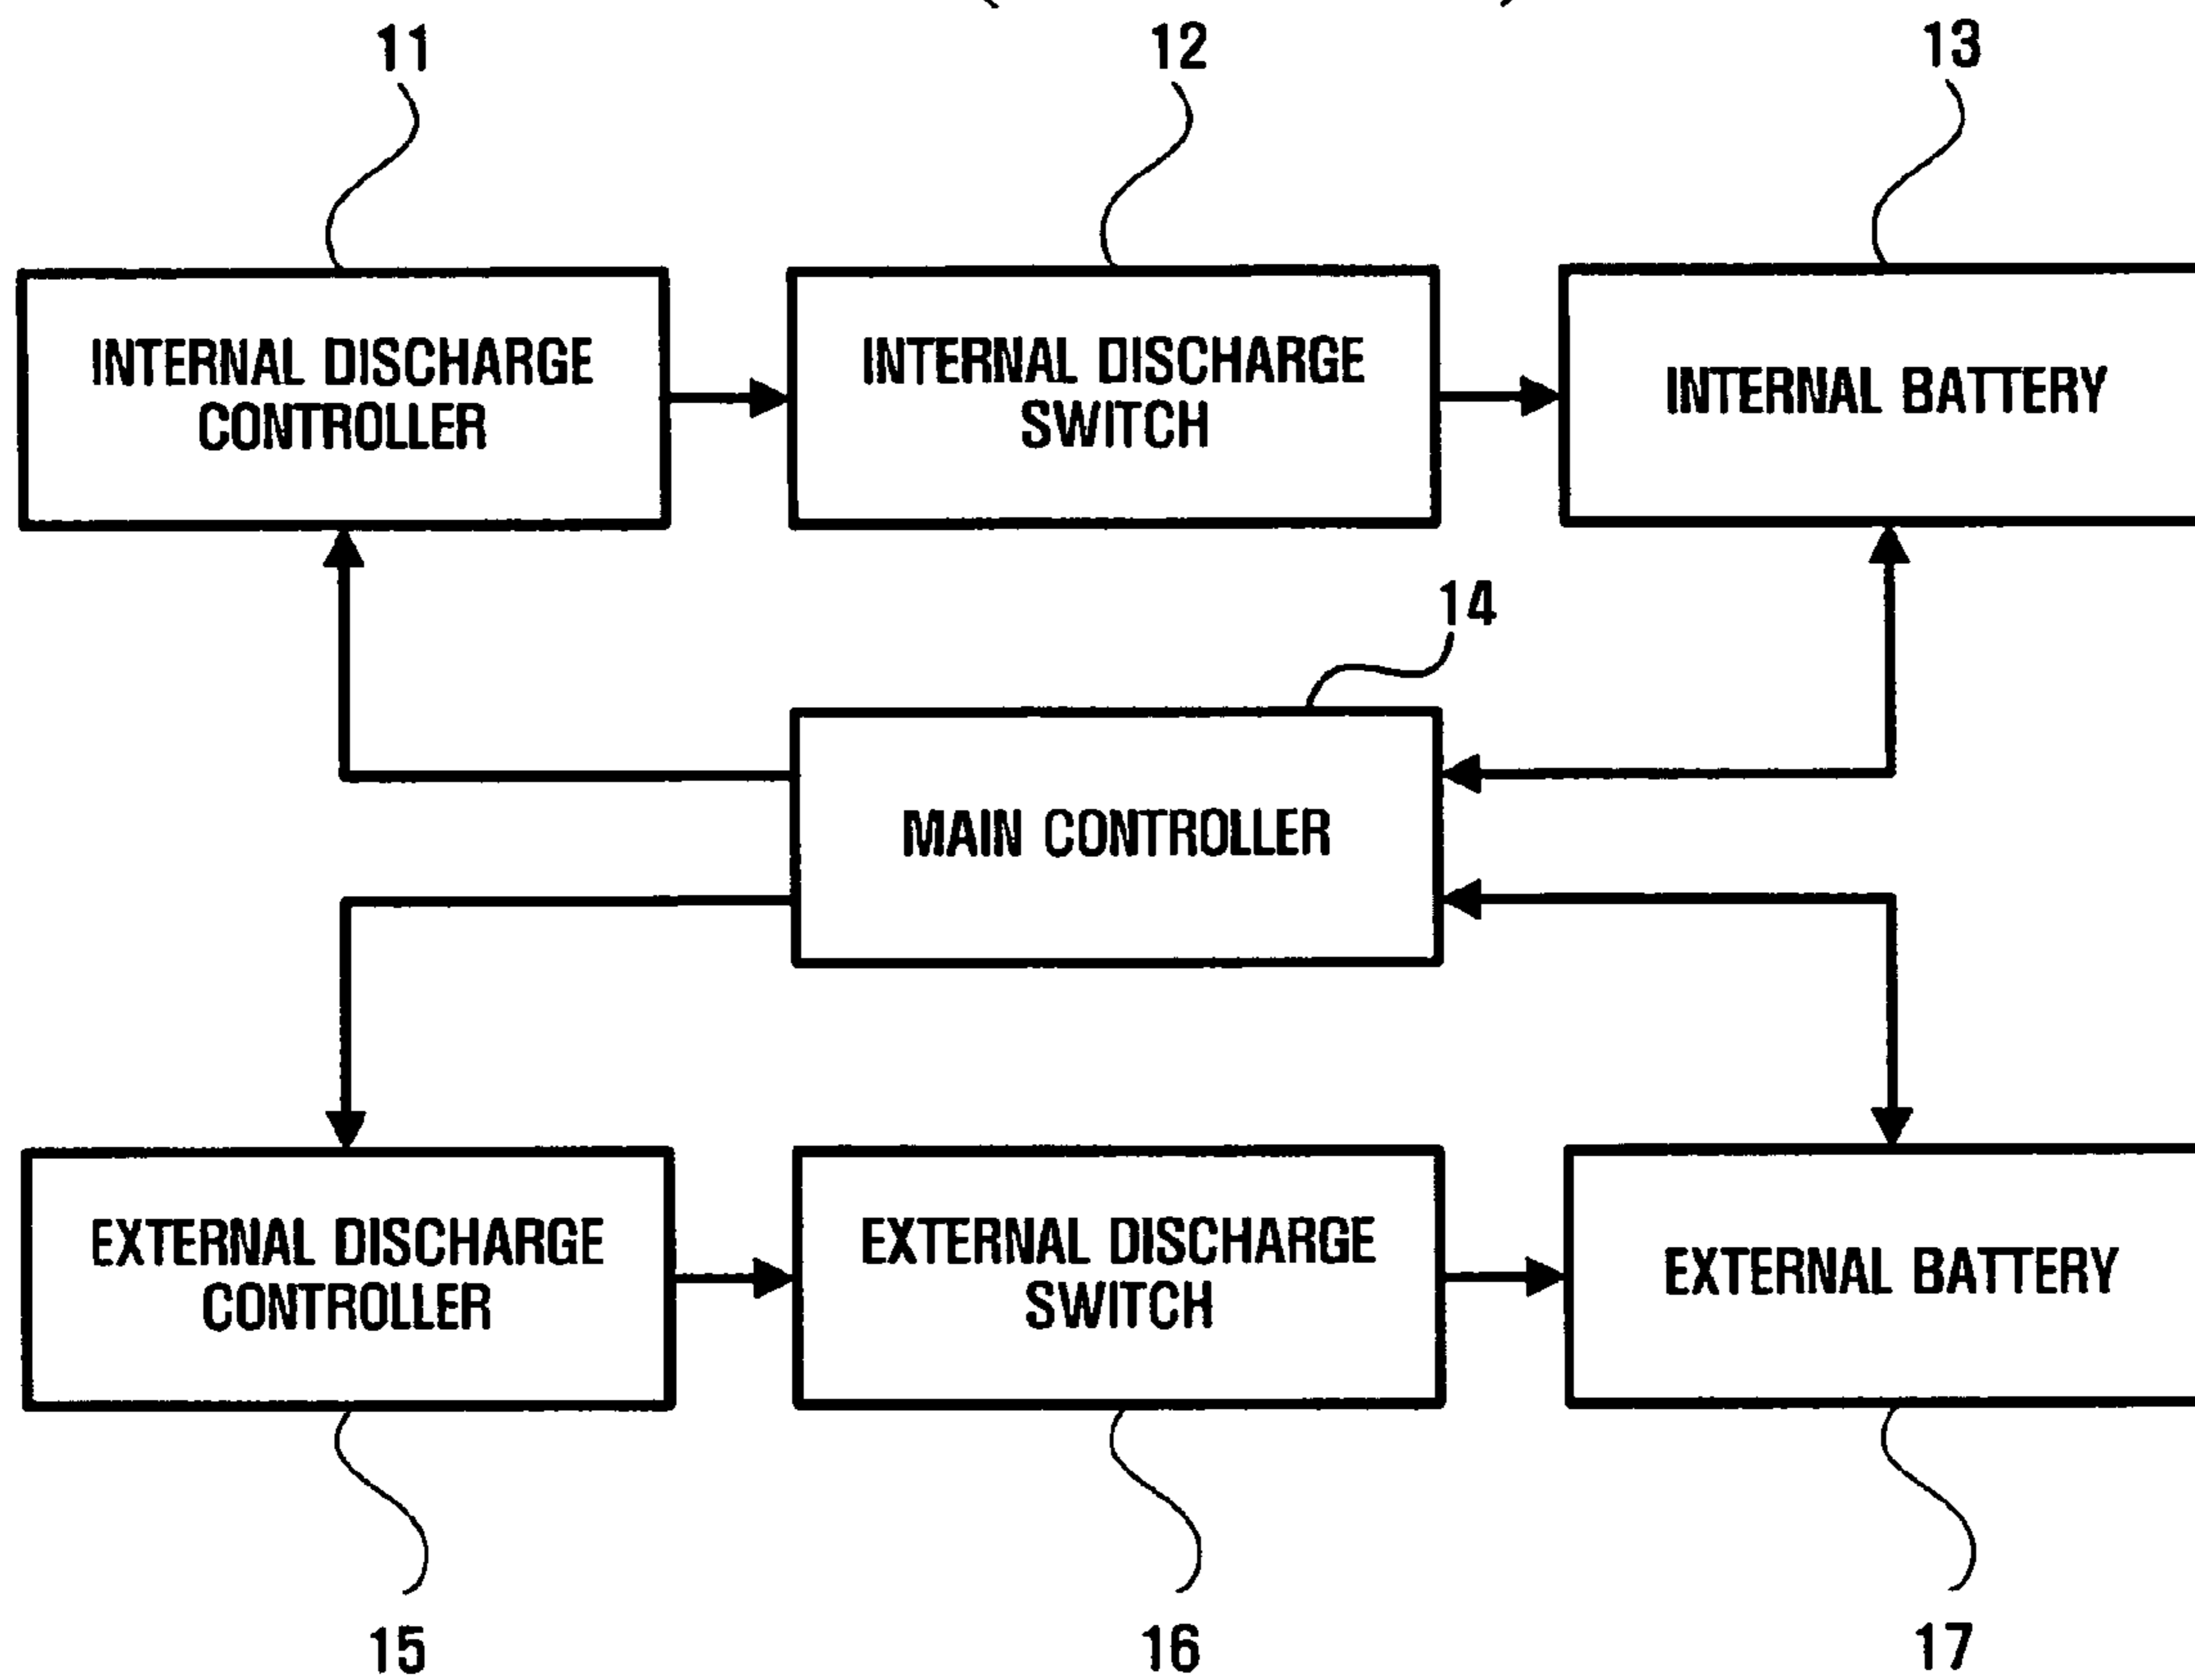 11
12
13
INTERNAL DISCHARGE
CONTROLLER
INTERNAL DISCHARGE
SWITCH
INTERNAL BATTERY
14
MAIN CONTROLLER
EXTERNAL DISCHARGE
CONTROLLER
EXTERNAL DISCHARGE
SWITCH
EXTERNAL BATTERY
15
16
17